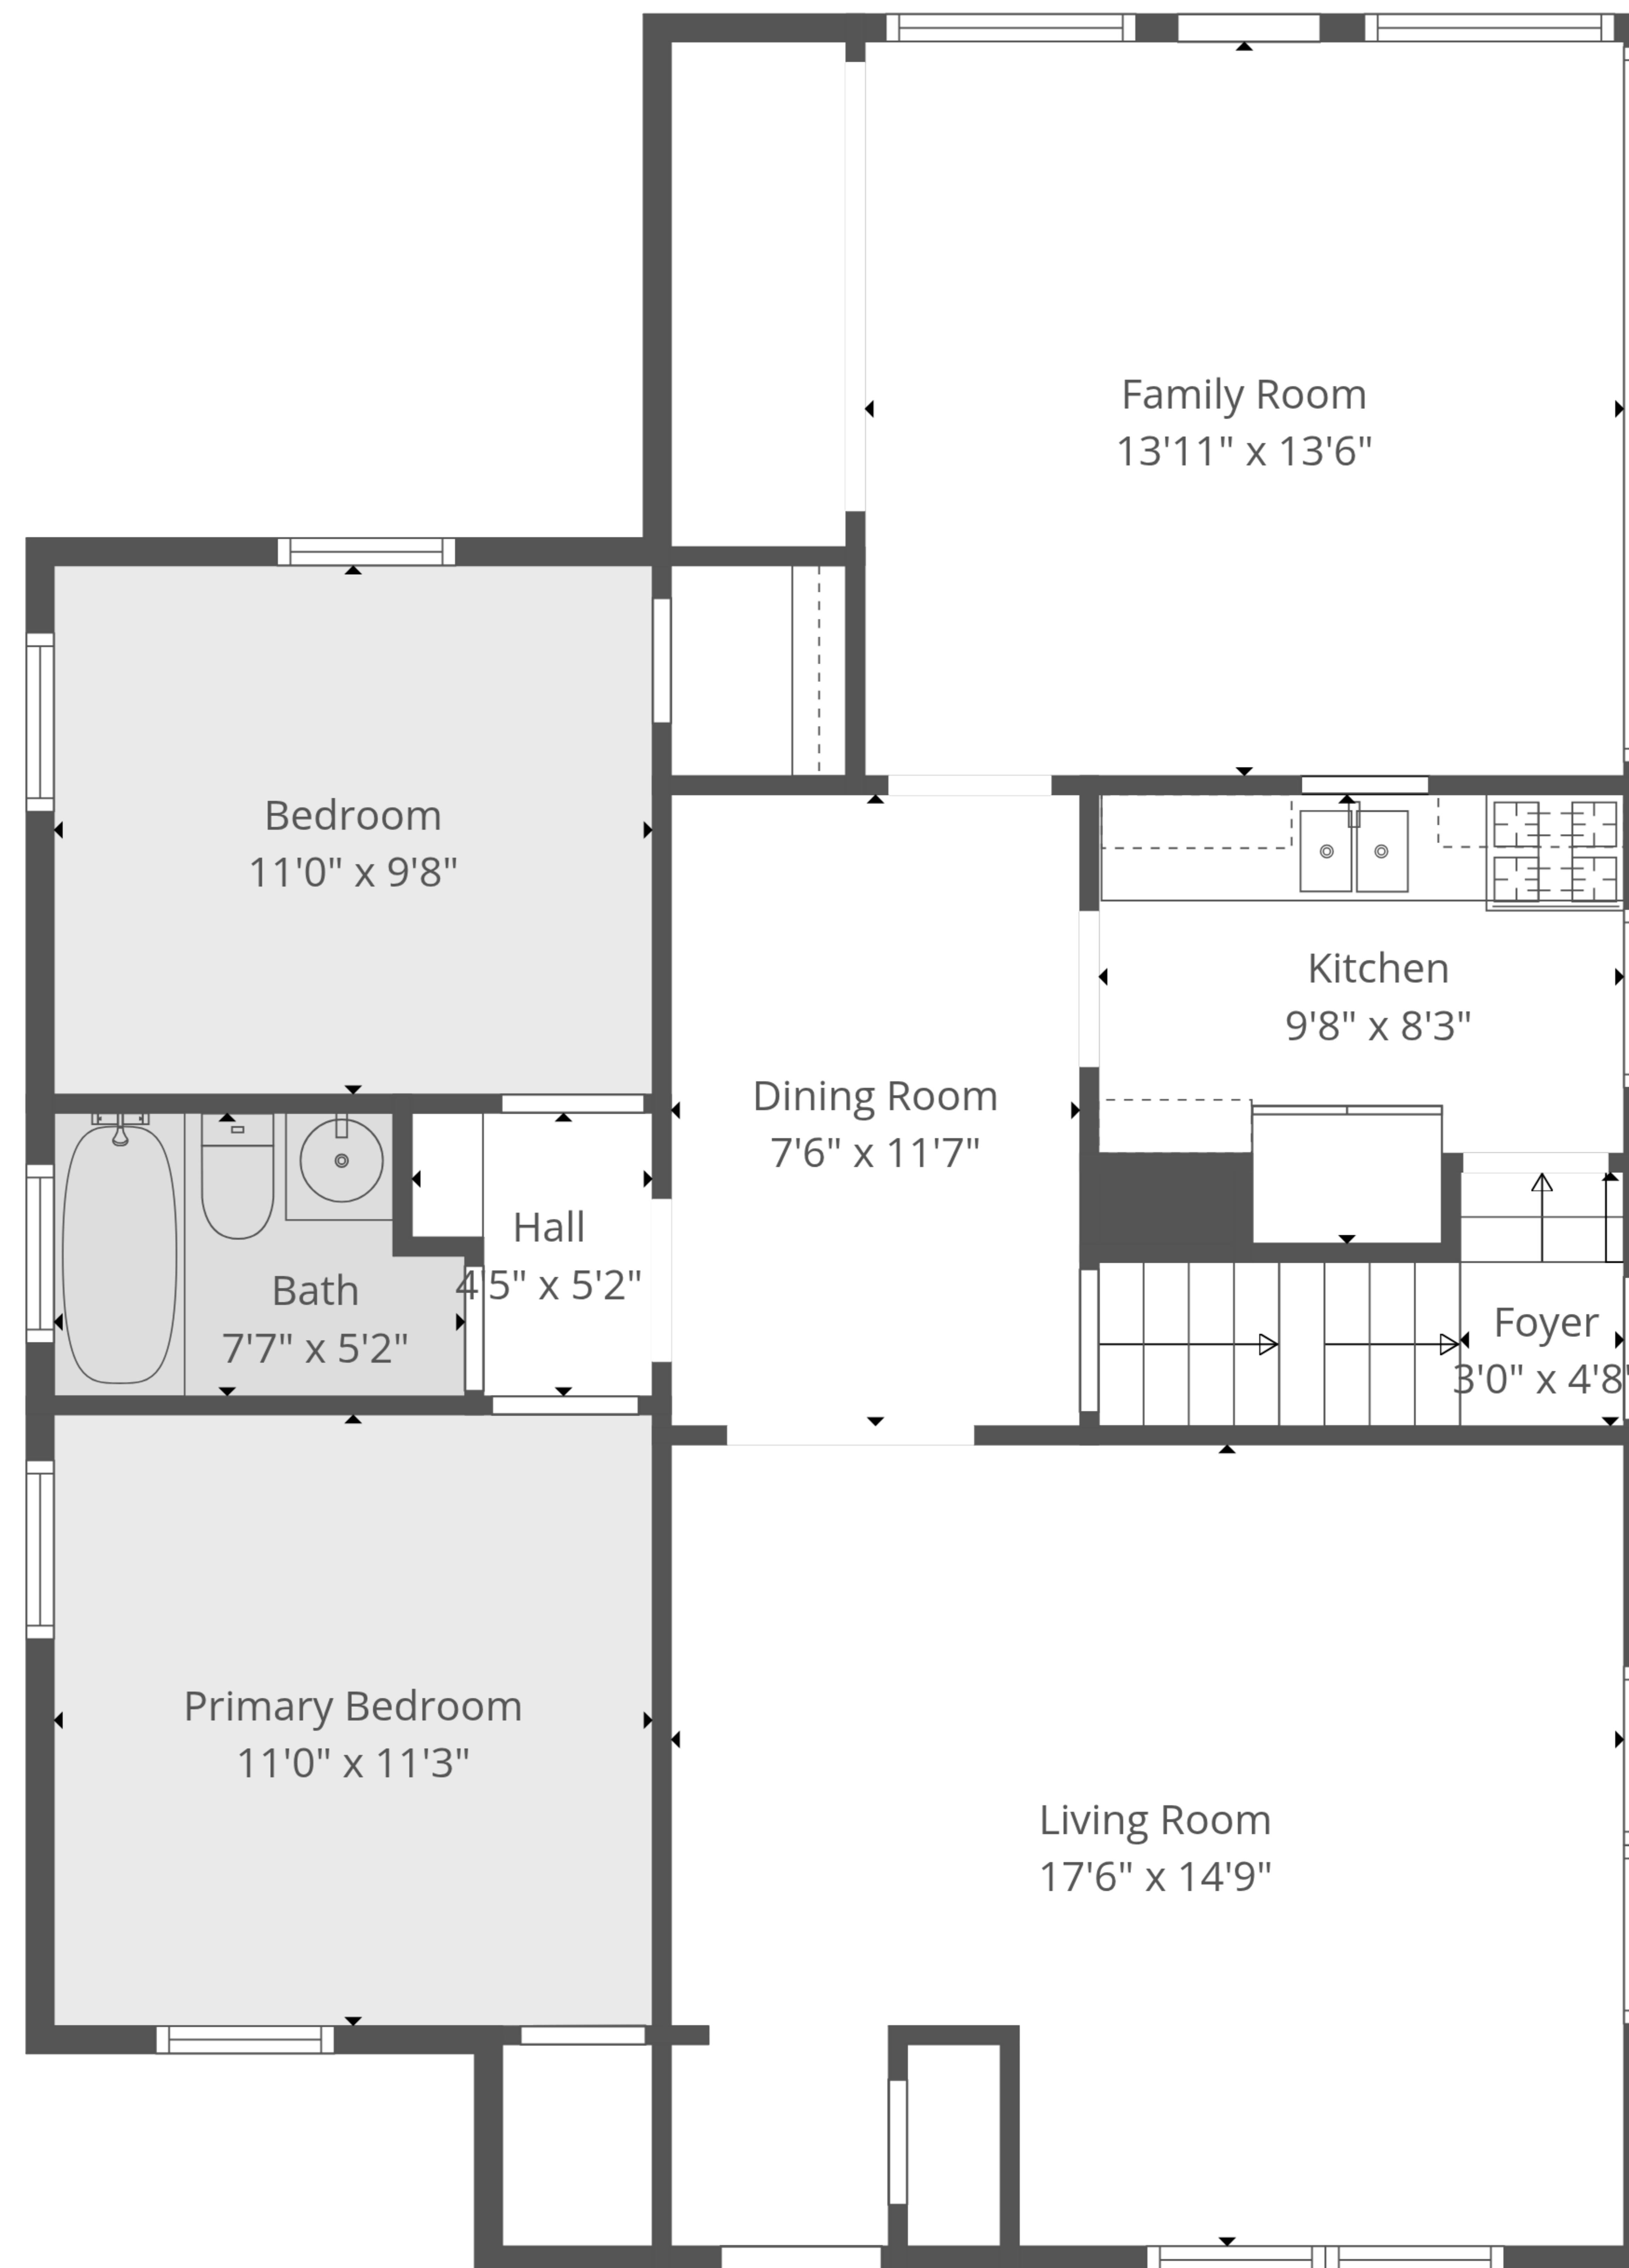 Family Room
13'11" x 13'6"
Bedroom
11'0" x 9'8"
Kitchen
9'8" x 8'3"
Dining Room
7'6" x 11'7"
Hall
4'5" x 5'2"
Bath
7'7" x 5'2"
Foyer
3'0" x 4'8"
Primary Bedroom
11'0" x 11'3"
Living Room
17'6" x 14'9"